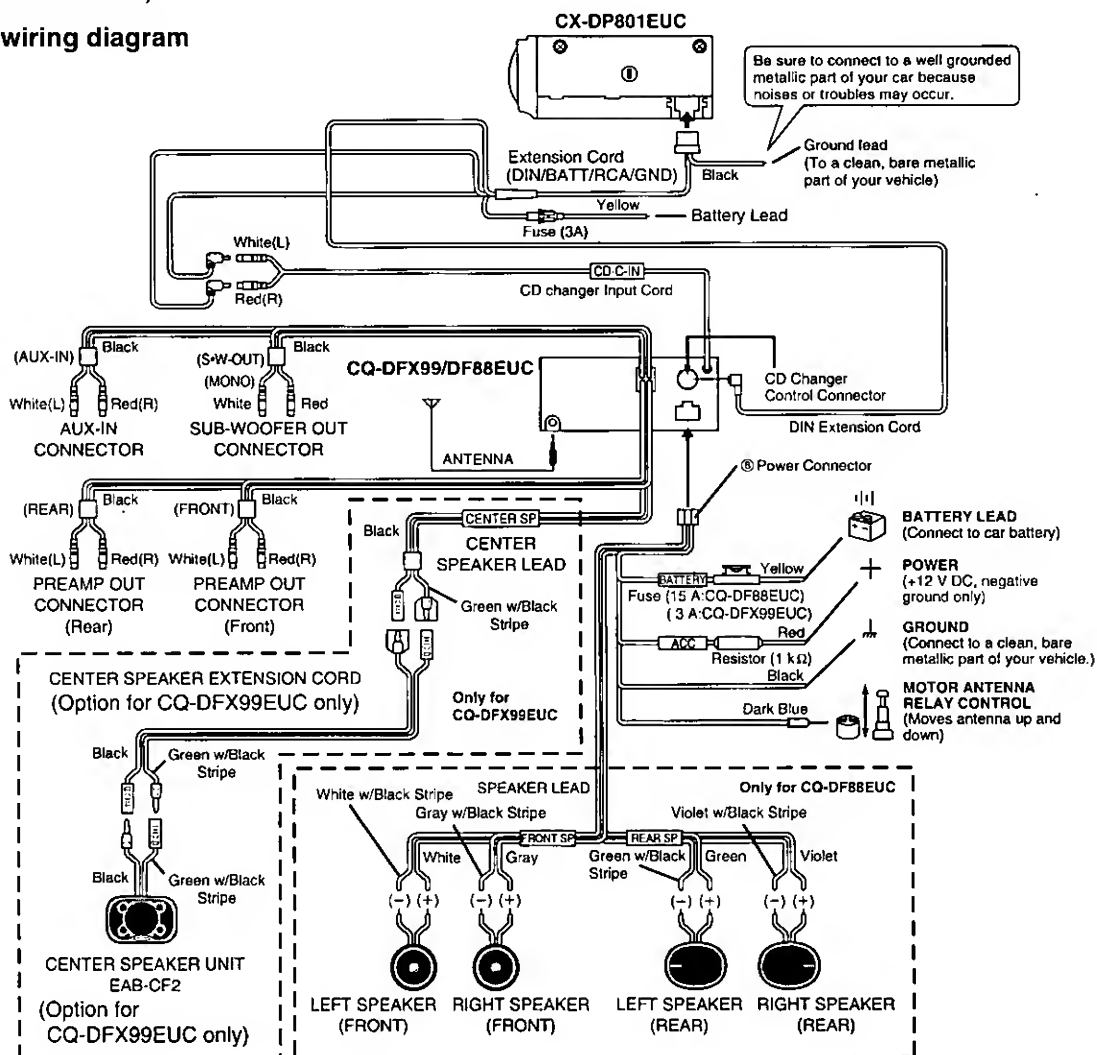 wiring diagram
CX-DP801EUC
Be sure to connect to a well grounded
metallic part of your car because
noises or troubles may occur.
Ground lead
(To a clean, bare metallic
part of your vehicle)
Extension Cord
(DIN/BATT/RCA/GND)
Black
Yellow
Battery Lead
Fuse (3A)
White(L)
Red(R)
CD-C-IN
CD changer Input Cord
(AUX-IN)
Black
White(L)
Red(R)
AUX-IN
CONNECTOR
(S•W-OUT)
Black
(MONO)
White
Red
SUB-WOOFER OUT
CONNECTOR
CQ-DFX99/DF88EUC
ANTENNA
CD Changer
Control Connector
DIN Extension Cord
(REAR)
Black
White(L)
Red(R)
PREAMP OUT
CONNECTOR
(Rear)
(FRONT)
Black
White(L)
Red(R)
PREAMP OUT
CONNECTOR
(Front)
Black
CENTER SP
CENTER
SPEAKER LEAD
Green w/Black
Stripe
⑧ Power Connector
BATTERY
Yellow
Fuse (15 A:CQ-DF88EUC)
( 3 A:CQ-DFX99EUC)
ACC
Red
Resistor (1 kΩ)
Black
Dark Blue
BATTERY LEAD
(Connect to car battery)
POWER
(+12 V DC, negative
ground only)
GROUND
(Connect to a clean, bare
metallic part of your vehicle.)
MOTOR ANTENNA
RELAY CONTROL
(Moves antenna up and
down)
CENTER SPEAKER EXTENSION CORD
(Option for CQ-DFX99EUC only)
Only for
CQ-DFX99EUC
Black
Green w/Black
Stripe
Black
Green w/Black
Stripe
CENTER SPEAKER UNIT
EAB-CF2
(Option for
CQ-DFX99EUC only)
SPEAKER LEAD
Only for CQ-DF88EUC
White w/Black Stripe
Gray w/Black Stripe
Violet w/Black Stripe
FRONT SP
REAR SP
White
Gray
Green w/Black
Stripe
Green
Violet
(−) (+)
(−) (+)
(−) (+)
(−) (+)
LEFT SPEAKER
(FRONT)
RIGHT SPEAKER
(FRONT)
LEFT SPEAKER
(REAR)
RIGHT SPEAKER
(REAR)